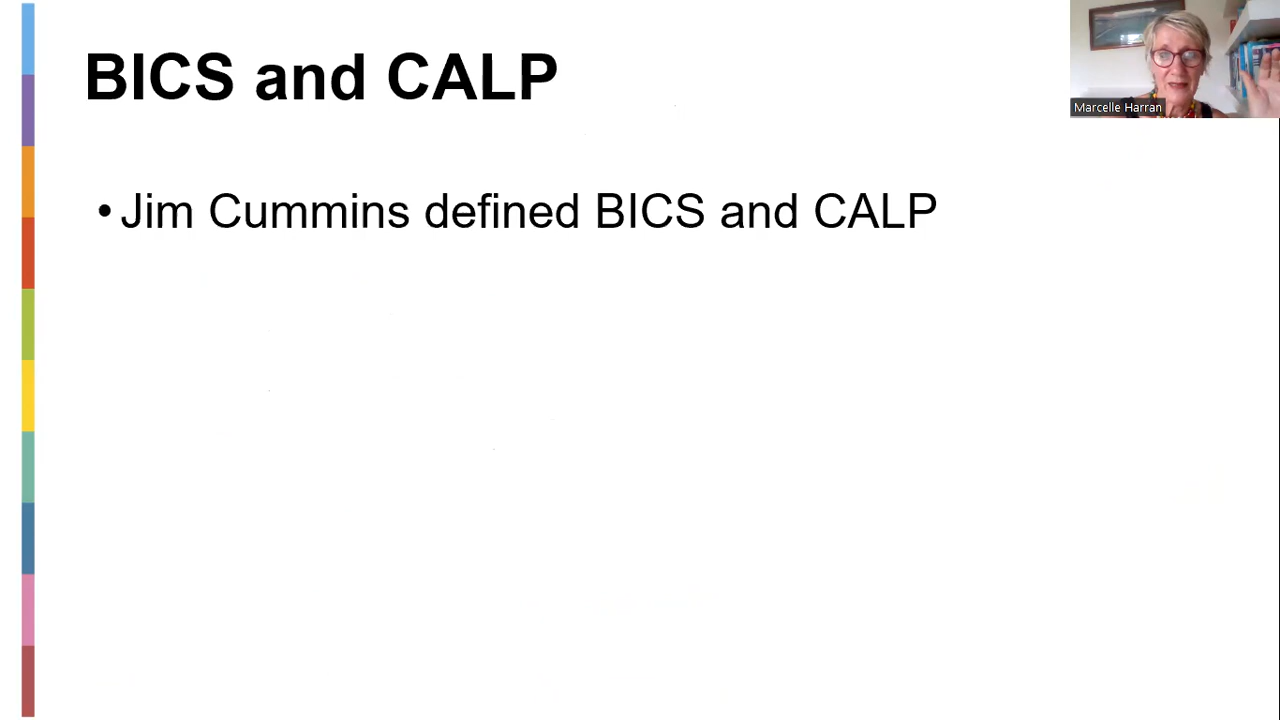 BICS and CALP
Marcelle Harran
• Jim Cummins defined BICS and CALP